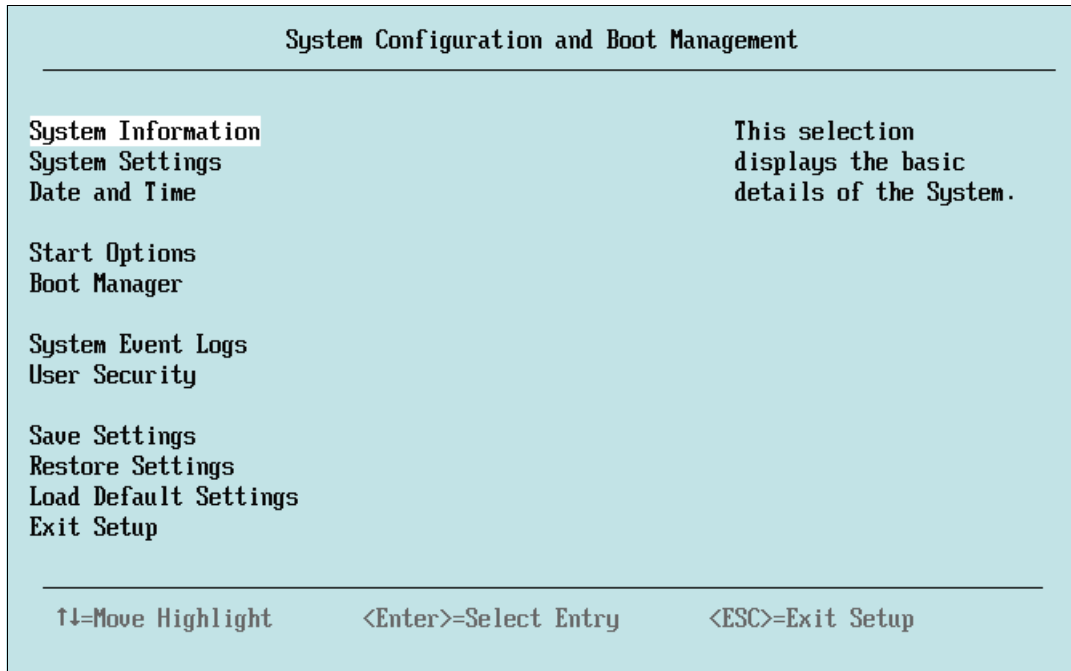 System Configuration and Boot Management
System Information
System Settings
Date and Time
Start Options
Boot Manager
System Event Logs
User Security
Save Settings
Restore Settings
Load Default Settings
Exit Setup
This selection
displays the basic
details of the System.
↑↓=Move Highlight <Enter>=Select Entry <ESC>=Exit Setup